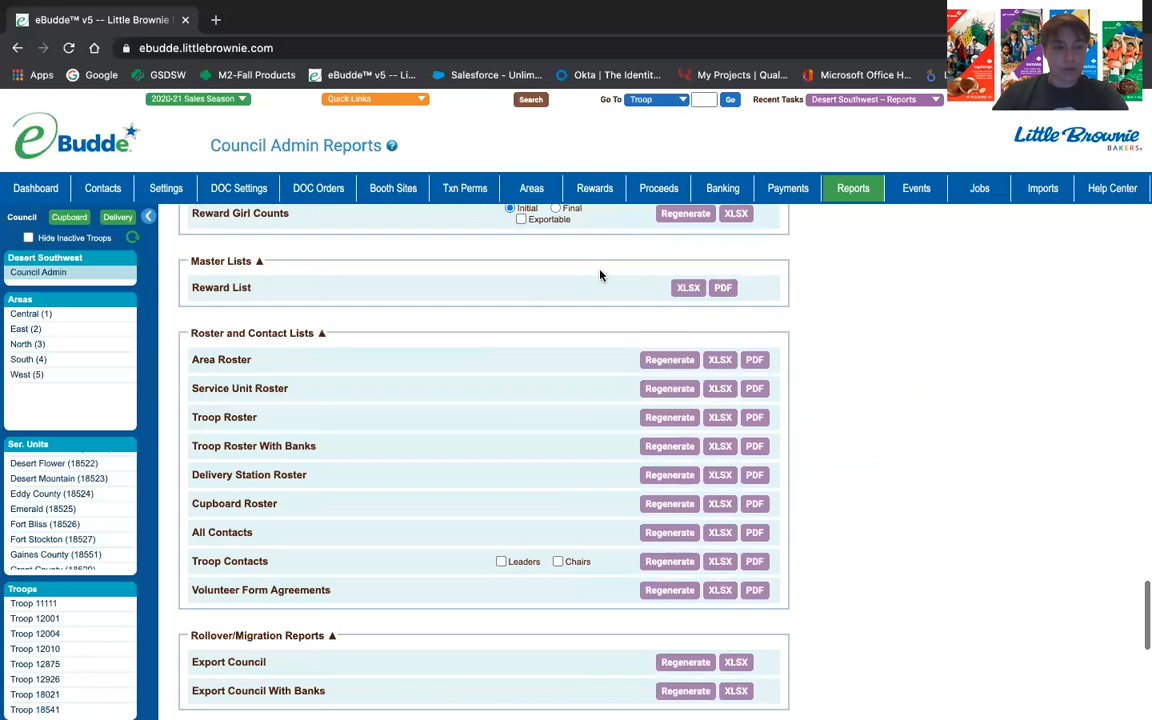 eBudde™ v5 -- Little Brownie
ebudde.littlebrownie.com
Apps Google GSDSW M2-Fall Products eBudde™ v5 -- Li... Salesforce - Unlim... Okta | The Identit... My Projects | Qual... Microsoft Office H...
2020-21 Sales Season Quick Links Search Go To Troop Go Recent Tasks Desert Southwest -- Reports
eBudde Council Admin Reports ? Little Brownie
BAKERS
Dashboard Contacts Settings DOC Settings DOC Orders Booth Sites Txn Perms Areas Rewards Proceeds Banking Payments Reports Events Jobs Imports Help Center
Council Cupboard Delivery
Hide Inactive Troops
Desert Southwest
Council Admin
Areas
Central (1)
East (2)
North (3)
South (4)
West (5)
Ser. Units
Desert Flower (18522)
Desert Mountain (18523)
Eddy County (18524)
Emerald (18525)
Fort Bliss (18526)
Fort Stockton (18527)
Gaines County (18551)
Grant County (18529)
Troops
Troop 11111
Troop 12001
Troop 12004
Troop 12010
Troop 12875
Troop 12926
Troop 18021
Troop 18541
Reward Girl Counts Initial Final Exportable Regenerate XLSX
Master Lists ▲
Reward List XLSX PDF
Roster and Contact Lists ▲
Area Roster Regenerate XLSX PDF
Service Unit Roster Regenerate XLSX PDF
Troop Roster Regenerate XLSX PDF
Troop Roster With Banks Regenerate XLSX PDF
Delivery Station Roster Regenerate XLSX PDF
Cupboard Roster Regenerate XLSX PDF
All Contacts Regenerate XLSX PDF
Troop Contacts Leaders Chairs Regenerate XLSX PDF
Volunteer Form Agreements Regenerate XLSX PDF
Rollover/Migration Reports ▲
Export Council Regenerate XLSX
Export Council With Banks Regenerate XLSX